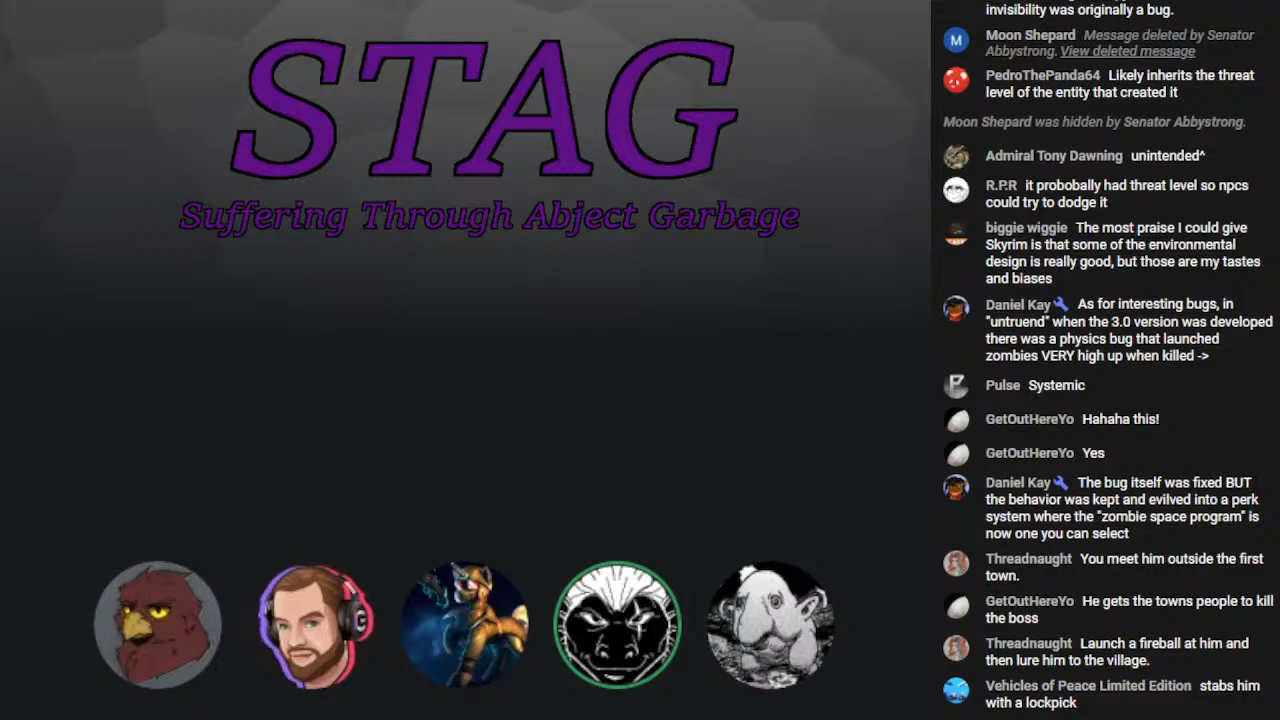 STAG
Suffering Through Abject Garbage
invisibility was originally a bug.
Moon Shepard Message deleted by Senator
Abbystrong. View deleted message
PedroThePanda64 Likely inherits the threat
level of the entity that created it
Moon Shepard was hidden by Senator Abbystrong.
Admiral Tony Dawning unintended^
R.P.R it probobally had threat level so npcs
could try to dodge it
biggie wiggie The most praise I could give
Skyrim is that some of the environmental
design is really good, but those are my tastes
and biases
Daniel Kay As for interesting bugs, in
"untruend" when the 3.0 version was developed
there was a physics bug that launched
zombies VERY high up when killed ->
Pulse Systemic
GetOutHereYo Hahaha this!
GetOutHereYo Yes
Daniel Kay The bug itself was fixed BUT
the behavior was kept and evilved into a perk
system where the "zombie space program" is
now one you can select
Threadnaught You meet him outside the first
town.
GetOutHereYo He gets the towns people to kill
the boss
Threadnaught Launch a fireball at him and
then lure him to the village.
Vehicles of Peace Limited Edition stabs him
with a lockpick